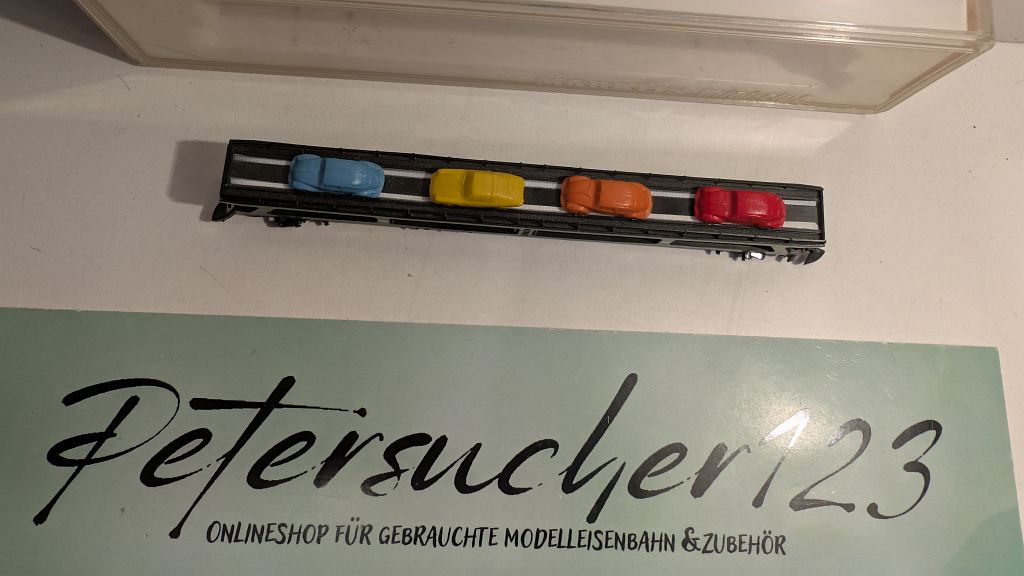 Petersucher123
ONLINESHOP FÜR GEBRAUCHTE MODELLEISENBAHN & ZUBEHÖR